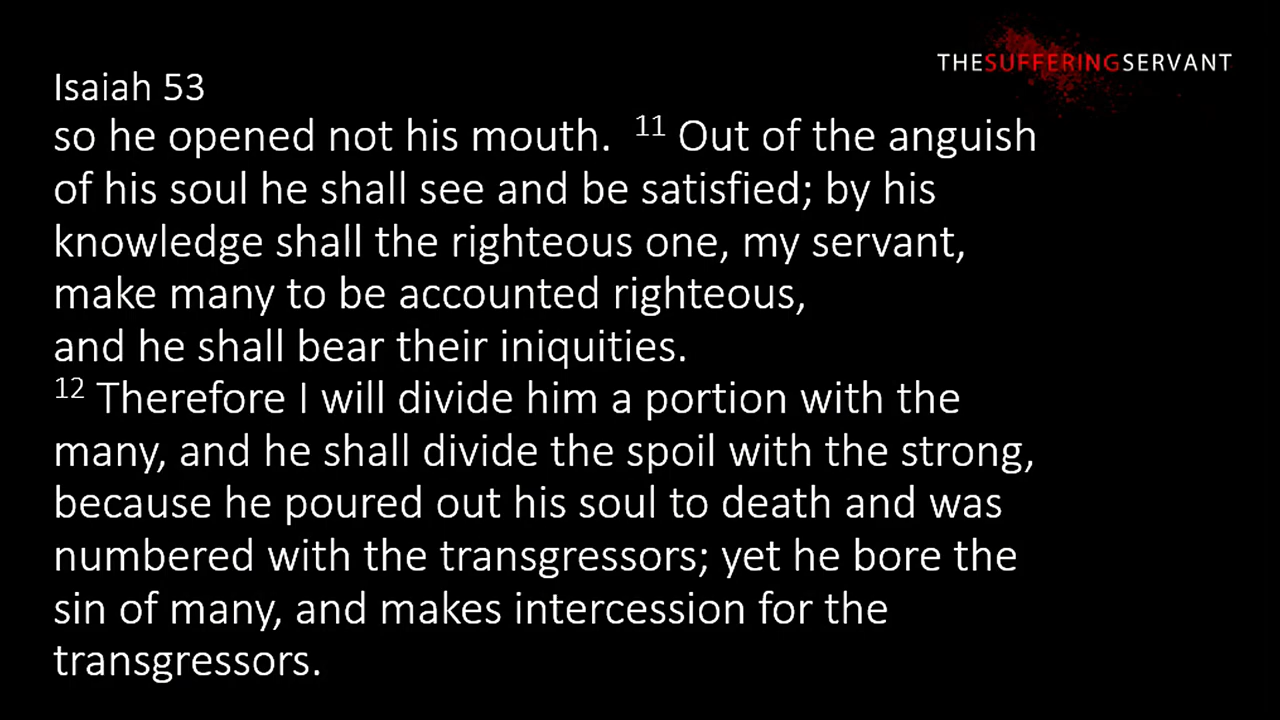 THESUFFERINGSERVANT
Isaiah 53
so he opened not his mouth. 11 Out of the anguish
of his soul he shall see and be satisfied; by his
knowledge shall the righteous one, my servant,
make many to be accounted righteous,
and he shall bear their iniquities.
12 Therefore I will divide him a portion with the
many, and he shall divide the spoil with the strong,
because he poured out his soul to death and was
numbered with the transgressors; yet he bore the
sin of many, and makes intercession for the
transgressors.